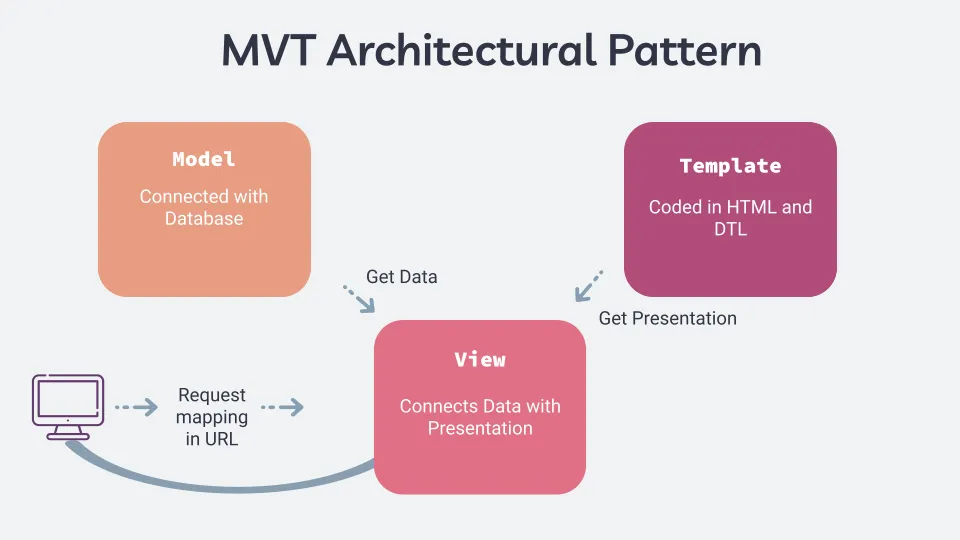 MVT Architectural Pattern
Model
Connected with
Database
Template
Coded in HTML and
DTL
Get Data
Get Presentation
View
Connects Data with
Presentation
Request
mapping
in URL